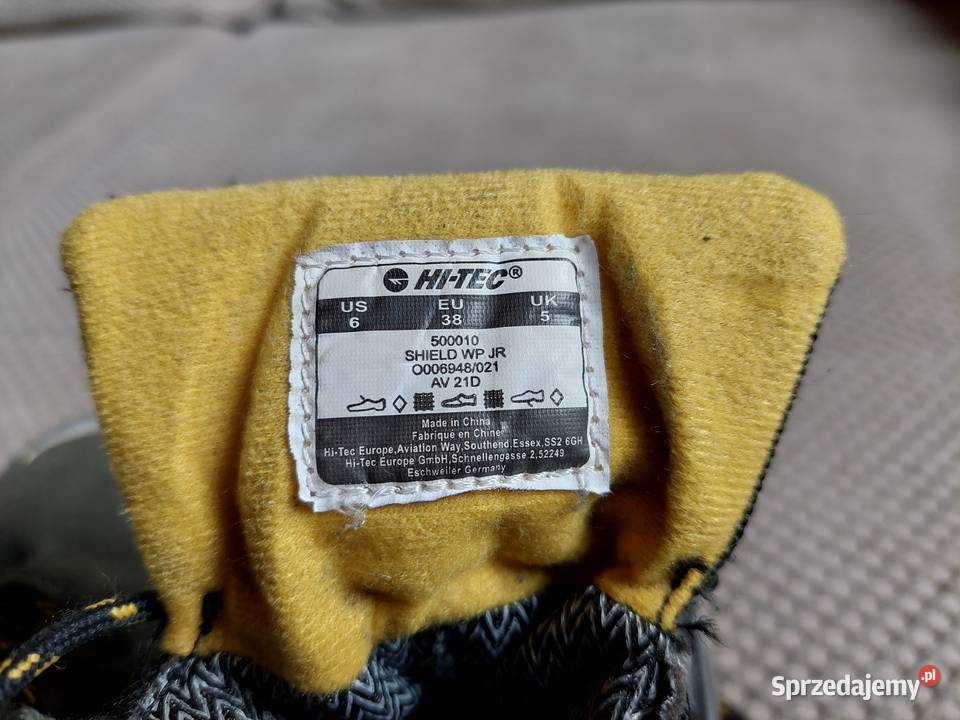 HI-TEC®
US EU UK
6 38 5
500010
SHIELD WP JR
O006948/021
AV 21D
Made in China
Fabriqué en Chine
Hi-Tec Europe,Aviation Way,Southend,Essex,SS2 6GH
Hi-Tec Europe GmbH,Schnellengasse 2,52249
Eschweiler Germany
Sprzedajemy.pl